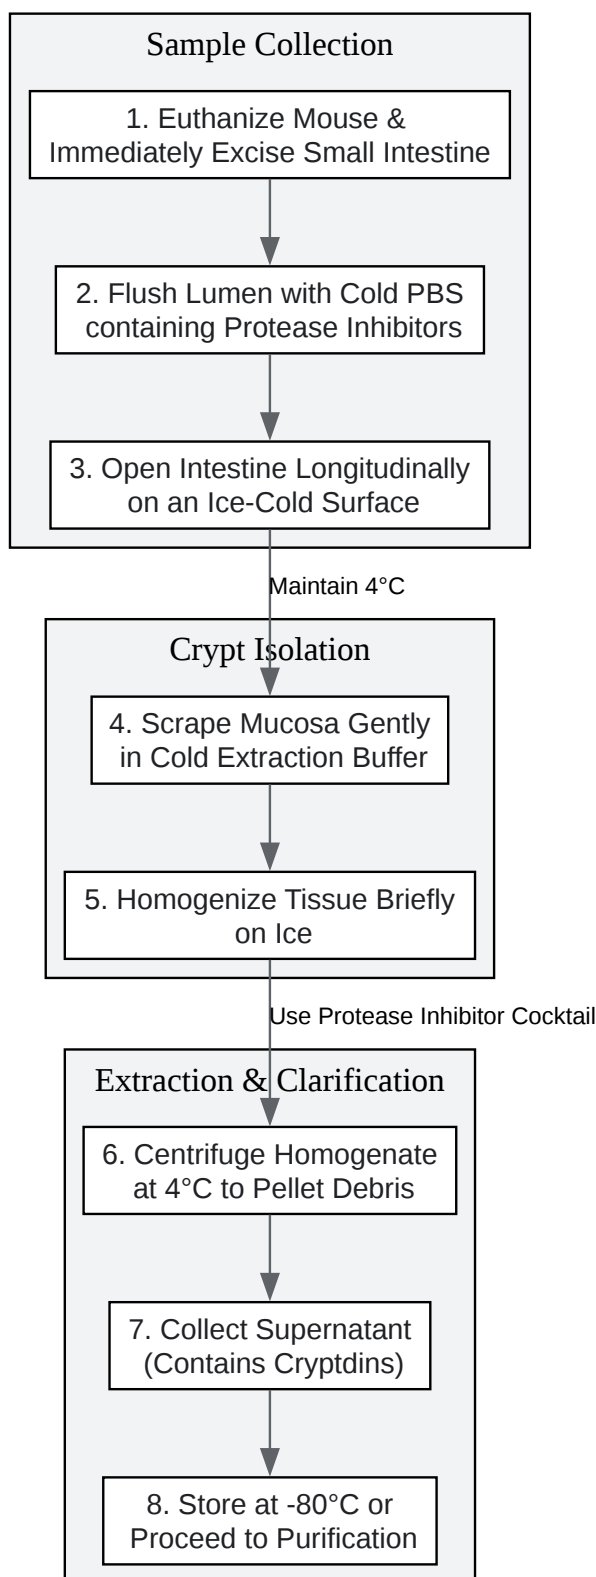 Sample Collection
1. Euthanize Mouse &
Immediately Excise Small Intestine
2. Flush Lumen with Cold PBS
containing Protease Inhibitors
3. Open Intestine Longitudinally
on an Ice-Cold Surface
Maintain 4°C
Crypt Isolation
4. Scrape Mucosa Gently
in Cold Extraction Buffer
5. Homogenize Tissue Briefly
on Ice
Use Protease Inhibitor Cocktail
Extraction & Clarification
6. Centrifuge Homogenate
at 4°C to Pellet Debris
7. Collect Supernatant
(Contains Cryptdins)
8. Store at -80°C or
Proceed to Purification